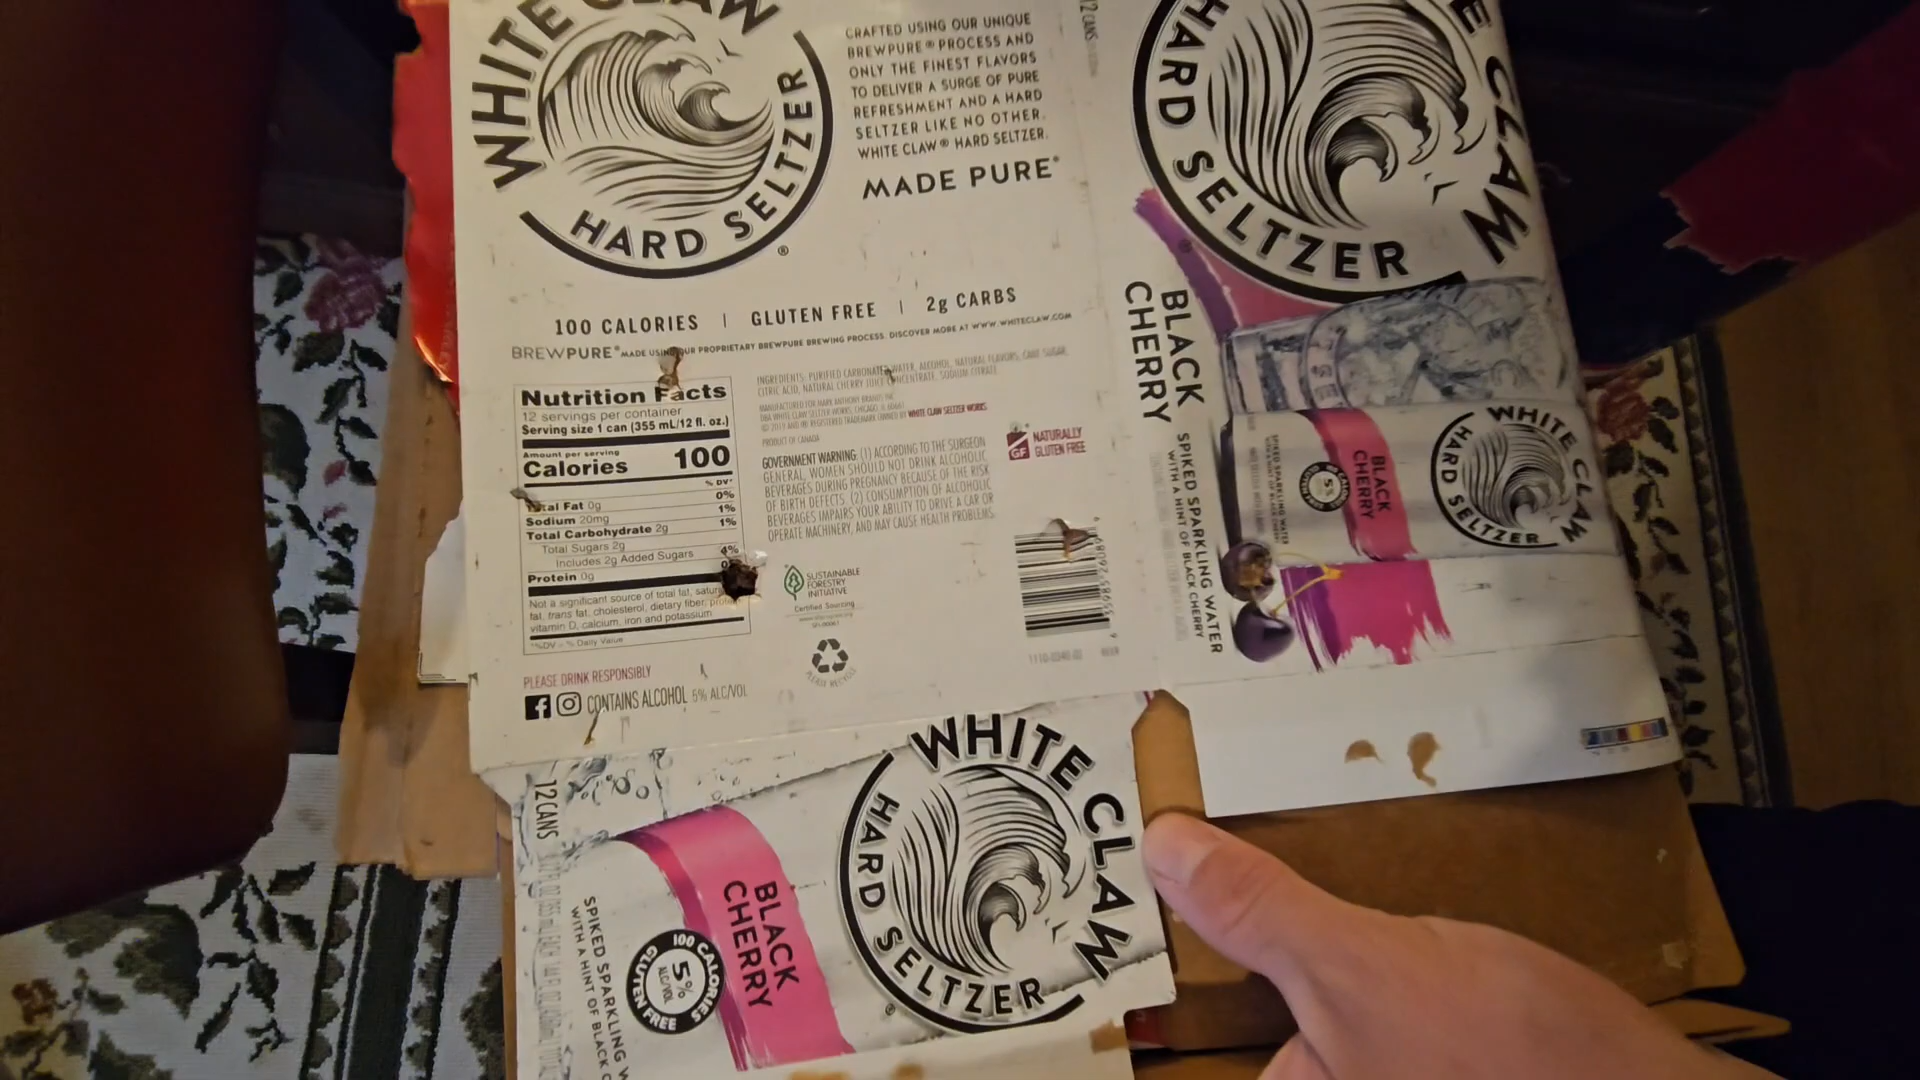 WHITE CLAW
HARD SELTZER
®
CRAFTED USING OUR UNIQUE
BREWPURE® PROCESS AND
ONLY THE FINEST FLAVORS
TO DELIVER A SURGE OF PURE
REFRESHMENT AND A HARD
SELTZER LIKE NO OTHER.
WHITE CLAW® HARD SELTZER.
MADE PURE®
100 CALORIES | GLUTEN FREE | 2g CARBS
BREWPURE® MADE USING OUR PROPRIETARY BREWPURE BREWING PROCESS. DISCOVER MORE AT WWW.WHITECLAW.COM
Nutrition Facts
12 servings per container
Serving size 1 can (355 mL/12 fl. oz.)
Amount per serving
Calories 100
% DV*
Total Fat 0g 0%
Sodium 20mg 1%
Total Carbohydrate 2g 1%
Total Sugars 2g
Includes 2g Added Sugars 4%
Protein 0g
Not a significant source of total fat, saturated
fat, trans fat, cholesterol, dietary fiber,
vitamin D, calcium, iron and potassium
*%DV = % Daily Value
INGREDIENTS: PURIFIED CARBONATED WATER, ALCOHOL, NATURAL FLAVORS, CANE SUGAR,
CITRIC ACID, NATURAL CHERRY JUICE CONCENTRATE, SODIUM CITRATE
MANUFACTURED FOR MARK ANTHONY BRANDS INC.
DBA WHITE CLAW SELTZER WORKS, CHICAGO, IL 60661
REGISTERED TRADEMARK OWNED BY WHITE CLAW SELTZER WORKS
PRODUCT OF CANADA
GOVERNMENT WARNING: (1) ACCORDING TO THE SURGEON
GENERAL, WOMEN SHOULD NOT DRINK ALCOHOLIC
BEVERAGES DURING PREGNANCY BECAUSE OF THE RISK
OF BIRTH DEFECTS. (2) CONSUMPTION OF ALCOHOLIC
BEVERAGES IMPAIRS YOUR ABILITY TO DRIVE A CAR OR
OPERATE MACHINERY, AND MAY CAUSE HEALTH PROBLEMS.
GF
NATURALLY
GLUTEN FREE
SUSTAINABLE
FORESTRY
INITIATIVE
Certified Sourcing
PLEASE RECYCLE
PLEASE DRINK RESPONSIBLY
CONTAINS ALCOHOL 5% ALC/VOL
12 CANS
WHITE CLAW
HARD SELTZER
BLACK
CHERRY
SPIKED SPARKLING WATER
WITH A HINT OF BLACK CHERRY
WHITE CLAW
HARD SELTZER
BLACK
CHERRY
5%
SPIKED SPARKLING WATER
12 CANS
WHITE CLAW
HARD SELTZER
®
BLACK
CHERRY
100 CALORIES
5%
ALC/VOL
GLUTEN FREE
SPIKED SPARKLING W
WITH A HINT OF BLACK C